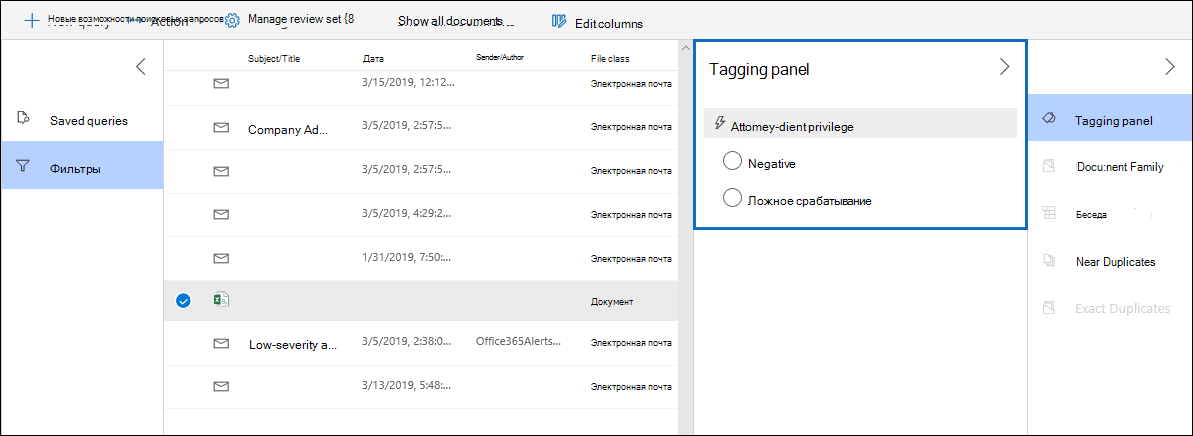 Новые возможности поисковых запросов Action Manage review set {8 Show all documents Edit columns
Saved queries
Фильтры
Subject/Title Дата Sender/Author File class
3/15/2019, 12:12... Электронная почта
Company Ad... 3/5/2019, 2:57:5... Электронная почта
3/5/2019, 2:57:5... Электронная почта
3/5/2019, 4:29:2... Электронная почта
1/31/2019, 7:50:... Электронная почта
Документ
Low-severity a... 3/5/2019, 2:38:0... Office365Alerts... Электронная почта
3/13/2019, 5:48:... Электронная почта
Tagging panel
Attomey-dient privilege
Negative
Ложное срабатывание
Tagging panel
Docu:nent Family
Беседа
Near Duplicates
Exact Duplicates